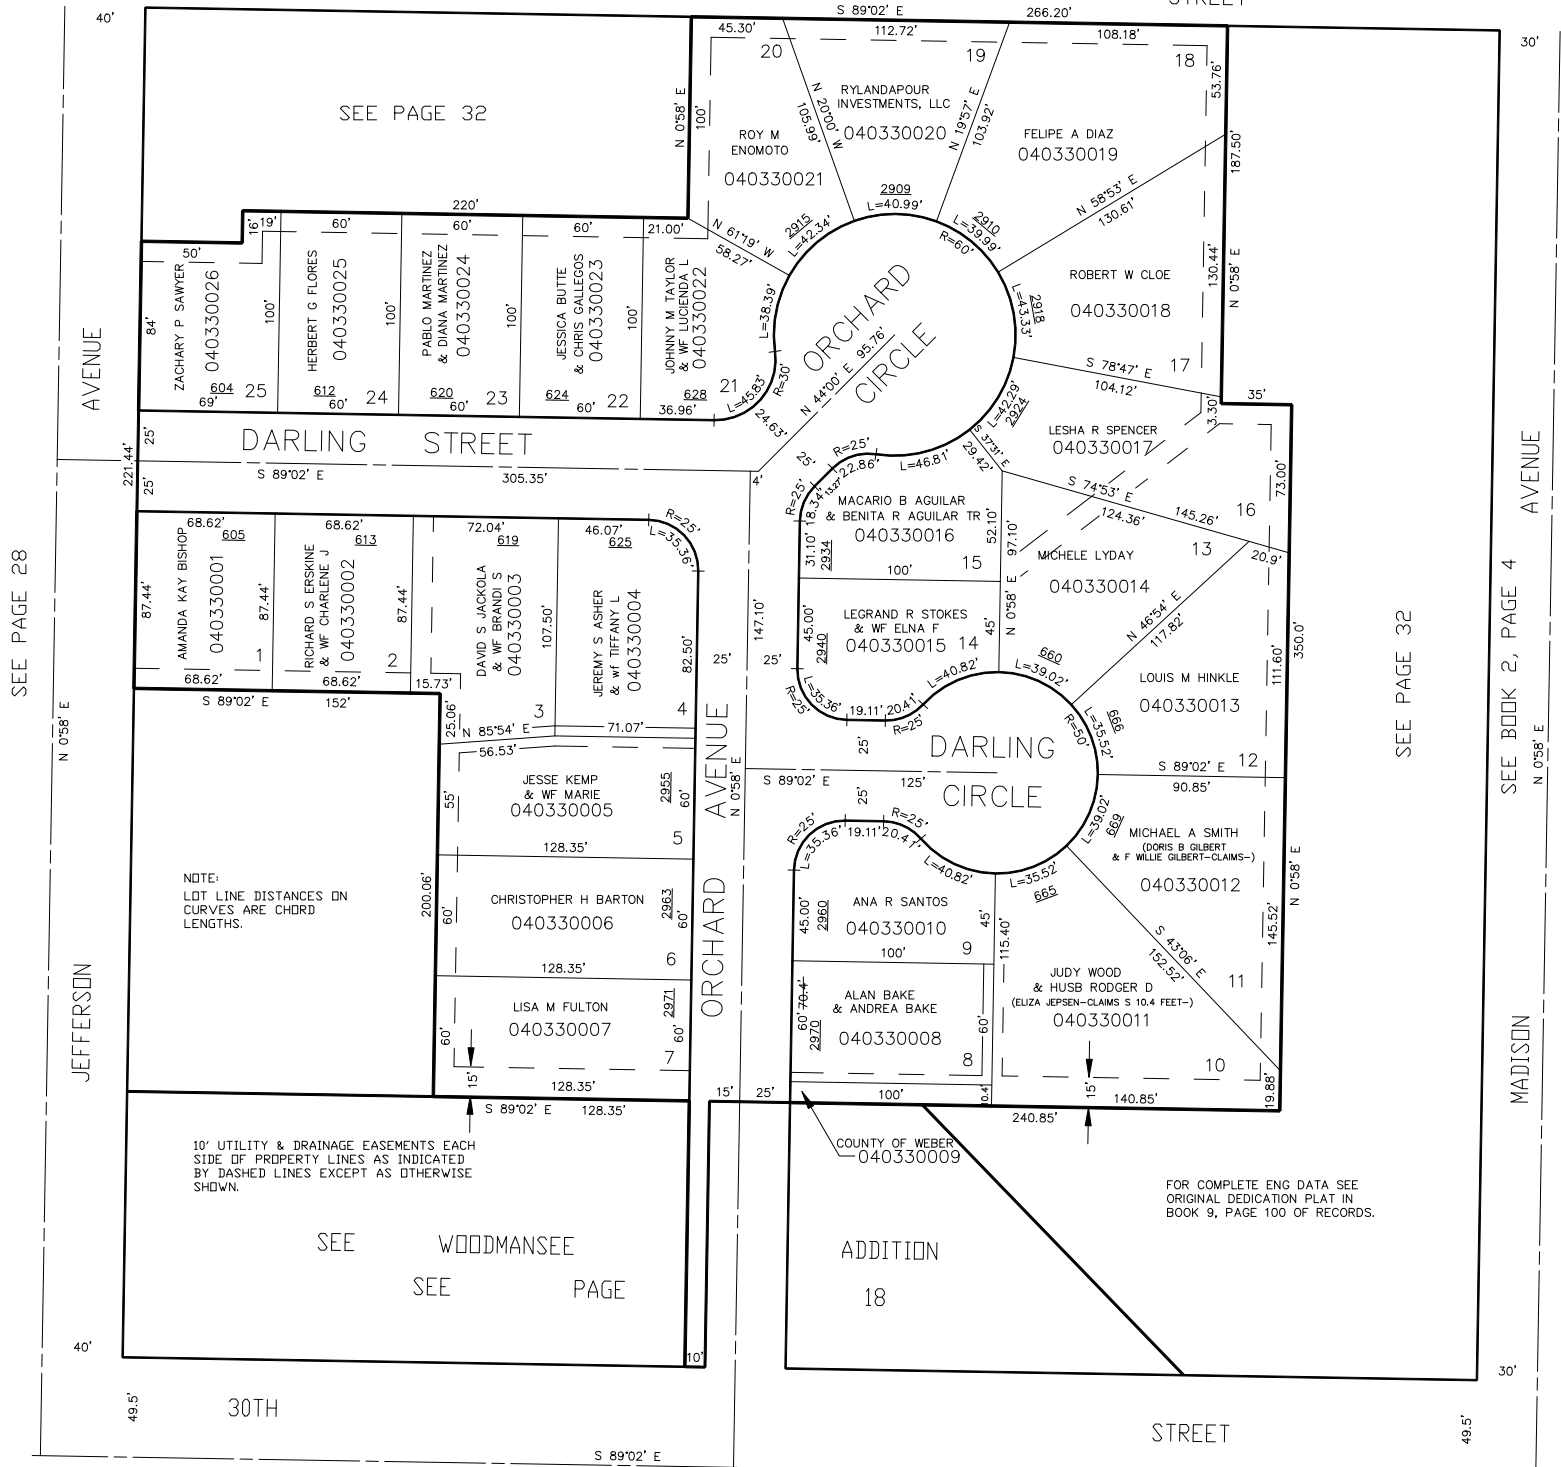 STREET
40'
S 89°02' E
266.20'
30'
45.30'
112.72'
108.18'
20
19
18
53.76'
SEE PAGE 32
N 0°58' E
100'
N 20°00' W
105.99'
RYLANDAPOUR
INVESTMENTS, LLC
040330020
N 19°57' E
103.92'
ROY M
ENOMOTO
040330021
FELIPE A DIAZ
040330019
187.50'
2909
L=40.99'
2915
L=42.34'
2910
L=39.99'
R=60'
N 58°53' E
130.61'
220'
16'
19'
60'
60'
60'
21.00'
N 61°19' W
58.27'
50'
84'
ZACHARY P SAWYER
040330026
100'
HERBERT G FLORES
040330025
100'
PABLO MARTINEZ
& DIANA MARTINEZ
040330024
100'
JESSICA BUTTE
& CHRIS GALLEGOS
040330023
100'
JOHNNY M TAYLOR
& WF LUCIENDA L
040330022
L=38.39'
ORCHARD
CIRCLE
N 44°00' E 95.76'
L=43.33'
2918
ROBERT W CLOE
040330018
130.44'
N 0°58' E
17
S 78°47' E
104.12'
604
69'
25
612
60'
24
620
60'
23
624
60'
22
628
36.96'
21
L=45.83'
R=30'
24.63'
L=42.29'
2924
3.30'
35'
AVENUE
25'
221.44'
25'
DARLING STREET
S 89°02' E
305.35'
4'
25'
R=25'
22.86'
13.27'
L=46.81'
S 37°31' E
29.42'
LESHA R SPENCER
040330017
73.00'
S 74°53' E
124.36'
145.26'
16
13
20.9'
AVENUE
68.62'
605
68.62'
613
72.04'
619
46.07'
625
R=25'
L=35.36'
R=25'
18.34'
MACARIO B AGUILAR
& BENITA R AGUILAR TR
040330016
52.10'
97.10'
31.10'
2934
15
MICHELE LYDAY
040330014
SEE PAGE 28
87.44'
AMANDA KAY BISHOP
040330001
87.44'
RICHARD S ERSKINE
& WF CHARLENE J
040330002
87.44'
DAVID S JACKOLA
& WF BRANDI S
040330003
107.50'
JEREMY S ASHER
& wf TIFFANY L
040330004
82.50'
147.10'
100'
LEGRAND R STOKES
& WF ELNA F
040330015
14
45.00'
2940
45'
N 0°58' E
N 46°54' E
117.82'
111.60'
350.0'
SEE PAGE 32
SEE BOOK 2, PAGE 4
1
2
68.62'
68.62'
S 89°02' E
152'
15.73'
25.06'
3
4
N 85°54' E
56.53'
71.07'
25'
25'
L=35.36'
R=25'
19.11'
20.41'
R=25'
L=40.82'
660
L=39.02'
LOUIS M HINKLE
040330013
666
L=35.52'
R=50'
12
N 0°58' E
N 0°58' E
ORCHARD AVENUE
N 0°58' E
25'
DARLING
CIRCLE
S 89°02' E
125'
25'
S 89°02' E
90.85'
JESSE KEMP
& WF MARIE
040330005
2955
60'
55'
5
128.35'
R=25'
L=35.36'
19.11'
20.41'
R=25'
L=40.82'
L=39.02'
669
MICHAEL A SMITH
(DORIS B GILBERT
& F WILLIE GILBERT-CLAIMS-)
040330012
L=35.52'
665
NOTE:
LOT LINE DISTANCES ON
CURVES ARE CHORD
LENGTHS.
200.06'
60'
CHRISTOPHER H BARTON
040330006
2963
60'
6
128.35'
45.00'
2960
ANA R SANTOS
040330010
45'
9
100'
115.40'
S 43°06' E
152.52'
145.52'
N 0°58' E
JEFFERSON
60'
LISA M FULTON
040330007
2971
60'
7
15'
128.35'
60' 70.4'
2970
ALAN BAKE
& ANDREA BAKE
040330008
60'
8
JUDY WOOD
& HUSB RODGER D
(ELIZA JEPSEN-CLAIMS S 10.4 FEET-)
040330011
11
10
MADISON
S 89°02' E
128.35'
15'
25'
100'
10.4'
15'
140.85'
240.85'
19.88'
10' UTILITY & DRAINAGE EASEMENTS EACH
SIDE OF PROPERTY LINES AS INDICATED
BY DASHED LINES EXCEPT AS OTHERWISE
SHOWN.
COUNTY OF WEBER
040330009
FOR COMPLETE ENG DATA SEE
ORIGINAL DEDICATION PLAT IN
BOOK 9, PAGE 100 OF RECORDS.
SEE WOODMANSEE
ADDITION
SEE PAGE
18
40'
10'
30'
49.5'
30TH
STREET
49.5'
S 89°02' E